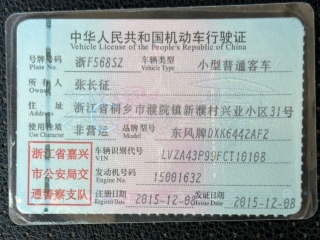 中华人民共和国机动车行驶证
Vehicle License of the People's Republic of China
号牌号码 浙F568SZ 车辆类型 小型普通客车
Plate No. Vehicle Type
所有人 张长征
Owner
住址 浙江省桐乡市濮院镇新濮村兴业小区31号
Address
使用性质 非营运 品牌型号 东风牌DXK6442AF2
Use Character Model
浙江省嘉兴市公安局交通警察支队
车辆识别代号 LVZA43P99FCT10108
VIN
发动机号码 15001632
Engine No.
注册日期 2015-12-08 发证日期 2015-12-08
Register Date Issue Date